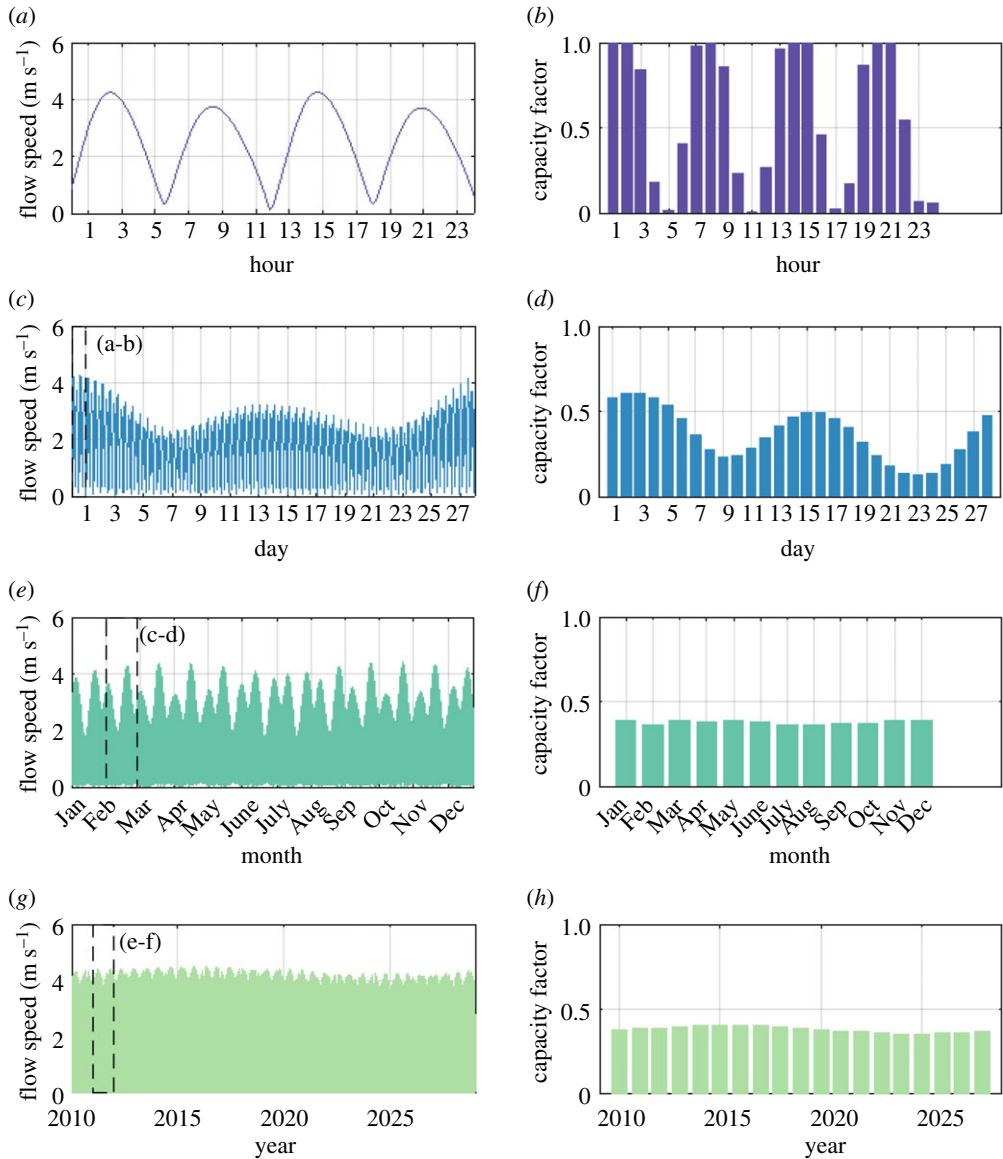 (a)
6
4
2
0
flow speed (m s⁻¹)
1 3 5 7 9 11 13 15 17 19 21 23
hour
(b)
1.0
0.5
0
capacity factor
1 3 5 7 9 11 13 15 17 19 21 23
hour
(c)
6
4
2
0
flow speed (m s⁻¹)
(a-b)
1 3 5 7 9 11 13 15 17 19 21 23 25 27
day
(d)
1.0
0.5
0
capacity factor
1 3 5 7 9 11 13 15 17 19 21 23 25 27
day
(e)
6
4
2
0
flow speed (m s⁻¹)
(c-d)
Jan Feb Mar Apr May June July Aug Sep Oct Nov Dec
month
(f)
1.0
0.5
0
capacity factor
Jan Feb Mar Apr May June July Aug Sep Oct Nov Dec
month
(g)
6
4
2
0
flow speed (m s⁻¹)
(e-f)
2010 2015 2020 2025
year
(h)
1.0
0.5
0
capacity factor
2010 2015 2020 2025
year